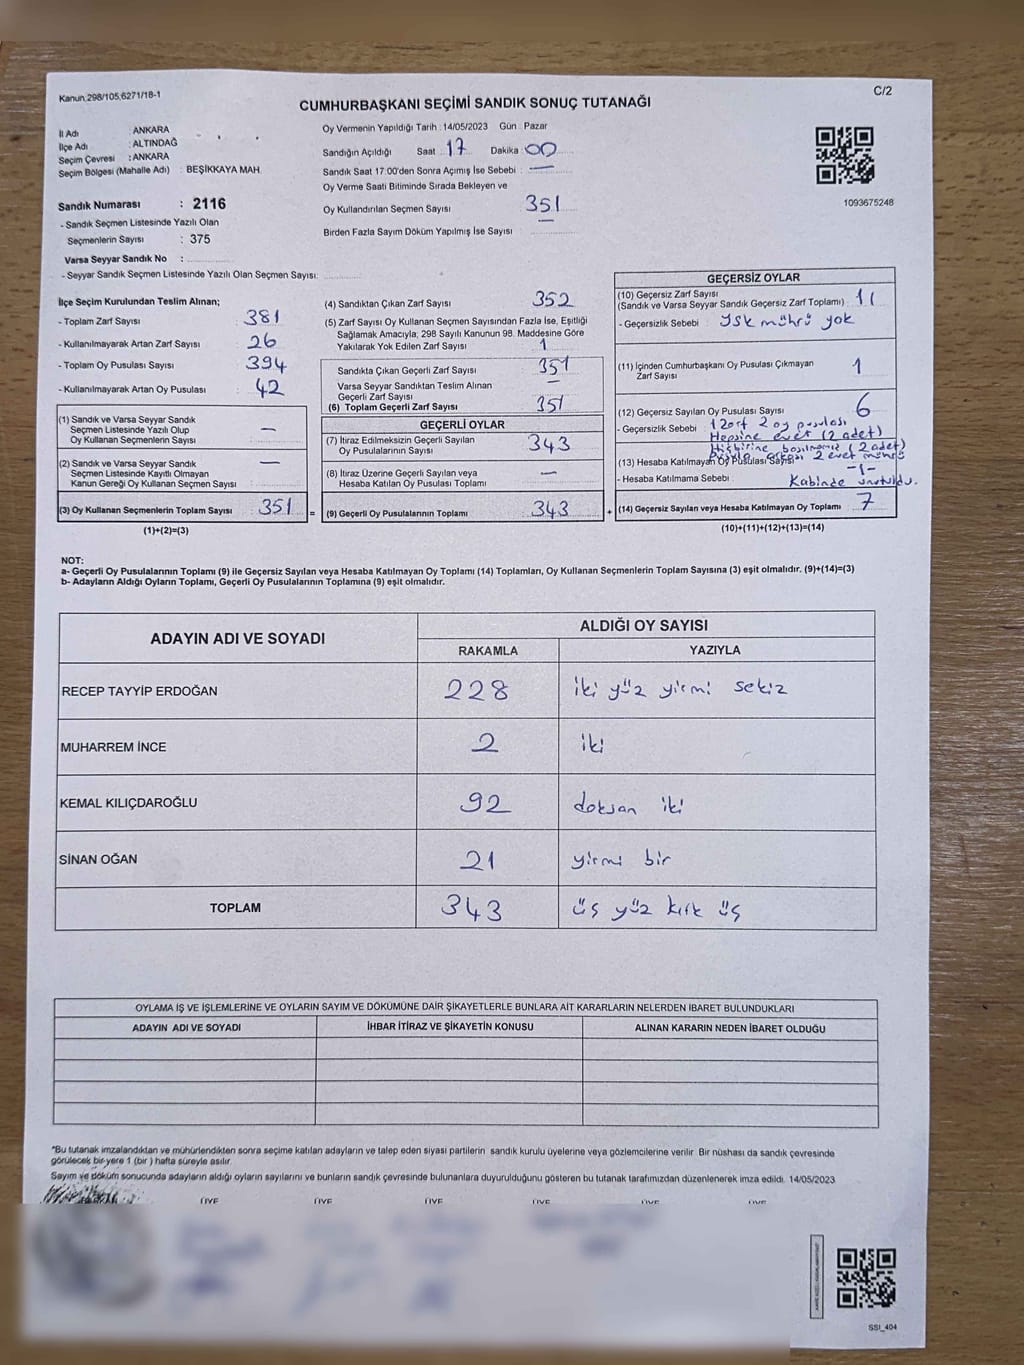 Kanun,298/105,6271/18-1
C/2
CUMHURBAŞKANI SEÇİMİ SANDIK SONUÇ TUTANAĞI
İl Adı : ANKARA
İlçe Adı : ALTINDAĞ
Seçim Çevresi : ANKARA
Seçim Bölgesi (Mahalle Adı) : BEŞİKKAYA MAH.
Sandık Numarası : 2116
- Sandık Seçmen Listesinde Yazılı Olan
Seçmenlerin Sayısı : 375
Varsa Seyyar Sandık No :
- Seyyar Sandık Seçmen Listesinde Yazılı Olan Seçmen Sayısı:
Oy Vermenin Yapıldığı Tarih : 14/05/2023 Gün : Pazar
Sandığın Açıldığı Saat : 17 Dakika : 00
Sandık Saat 17:00'den Sonra Açımış İse Sebebi : —
Oy Verme Saati Bitiminde Sırada Bekleyen ve
Oy Kullandırılan Seçmen Sayısı 351
Birden Fazla Sayım Döküm Yapılmış İse Sayısı : —
1093675248
İlçe Seçim Kurulundan Teslim Alınan;
- Toplam Zarf Sayısı : 381
- Kullanılmayarak Artan Zarf Sayısı : 26
- Toplam Oy Pusulası Sayısı : 394
- Kullanılmayarak Artan Oy Pusulası : 42
(1) Sandık ve Varsa Seyyar Sandık
Seçmen Listesinde Yazılı Olup
Oy Kullanan Seçmenlerin Sayısı —
(2) Sandık ve Varsa Seyyar Sandık
Seçmen Listesinde Kayıtlı Olmayan
Kanun Gereği Oy Kullanan Seçmen Sayısı —
(3) Oy Kullanan Seçmenlerin Toplam Sayısı 351 =
(1)+(2)=(3)
(4) Sandıktan Çıkan Zarf Sayısı 352
(5) Zarf Sayısı Oy Kullanan Seçmen Sayısından Fazla İse, Eşitliği
Sağlamak Amacıyla; 298 Sayılı Kanunun 98. Maddesine Göre
Yakılarak Yok Edilen Zarf Sayısı 1
Sandıkta Çıkan Geçerli Zarf Sayısı 351
Varsa Seyyar Sandıktan Teslim Alınan
Geçerli Zarf Sayısı —
(6) Toplam Geçerli Zarf Sayısı 351
GEÇERLİ OYLAR
(7) İtiraz Edilmeksizin Geçerli Sayılan
Oy Pusulalarının Sayısı 343
(8) İtiraz Üzerine Geçerli Sayılan veya
Hesaba Katılan Oy Pusulası Toplamı —
(9) Geçerli Oy Pusulalarının Toplamı 343 +
GEÇERSİZ OYLAR
(10) Geçersiz Zarf Sayısı
(Sandık ve Varsa Seyyar Sandık Geçersiz Zarf Toplamı)
- Geçersizlik Sebebi : YSK mührü yok
(11) İçinden Cumhurbaşkanı Oy Pusulası Çıkmayan
Zarf Sayısı 1
(12) Geçersiz Sayılan Oy Pusulası Sayısı 6
- Geçersizlik Sebebi : 1 Zarf 2 oy pusulası
Hepsine evet (2 adet)
Hiçbirine basılmamış (2 adet)
2 evet mührü
(13) Hesaba Katılmayan Oy Pusulası Sayısı -1-
- Hesaba Katılmama Sebebi : Kabinde unutuldu.
(14) Geçersiz Sayılan veya Hesaba Katılmayan Oy Toplamı 7
(10)+(11)+(12)+(13)=(14)
NOT:
a- Geçerli Oy Pusulalarının Toplamı (9) ile Geçersiz Sayılan veya Hesaba Katılmayan Oy Toplamı (14) Toplamları, Oy Kullanan Seçmenlerin Toplam Sayısına (3) eşit olmalıdır. (9)+(14)=(3)
b- Adayların Aldığı Oyların Toplamı, Geçerli Oy Pusulalarının Toplamına (9) eşit olmalıdır.
ADAYIN ADI VE SOYADI ALDIĞI OY SAYISI
RAKAMLA YAZIYLA
RECEP TAYYİP ERDOĞAN 228 iki yüz yirmi sekiz
MUHARREM İNCE 2 iki
KEMAL KILIÇDAROĞLU 92 doksan iki
SİNAN OĞAN 21 yirmi bir
TOPLAM 343 üç yüz kırk üç
OYLAMA İŞ VE İŞLEMLERİNE VE OYLARIN SAYIM VE DÖKÜMÜNE DAİR ŞİKAYETLERLE BUNLARA AİT KARARLARIN NELERDEN İBARET BULUNDUKLARI
ADAYIN ADI VE SOYADI İHBAR İTİRAZ VE ŞİKAYETİN KONUSU ALINAN KARARIN NEDEN İBARET OLDUĞU
*Bu tutanak imzalandıktan ve mühürlendikten sonra seçime katılan adayların ve talep eden siyasi partilerin sandık kurulu üyelerine veya gözlemcilerine verilir. Bir nüshası da sandık çevresinde
görülecek bir yere 1 (bir ) hafta süreyle asılır.
Sayım ve döküm sonucunda adayların aldığı oyların sayılarını ve bunların sandık çevresinde bulunanlara duyurulduğunu gösteren bu tutanak tarafımızdan düzenlenerek imza edildi. 14/05/2023
ÜYE ÜYE ÜYE ÜYE ÜYE ÜYE
SSI_404